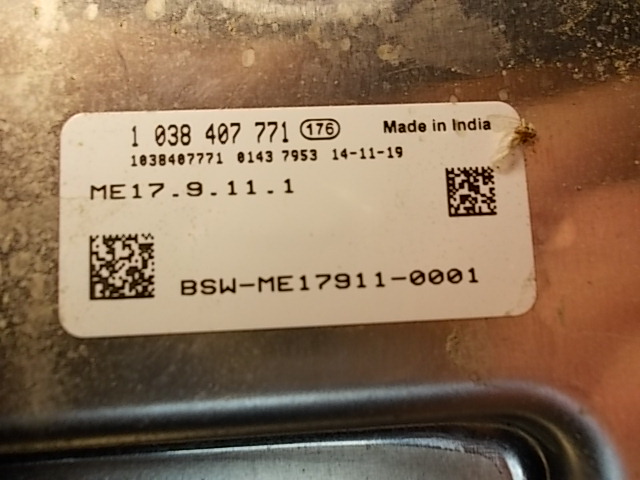 1 038 407 771 176 Made in India
1038407771 0143 7953 14-11-19
ME17.9.11.1
BSW-ME17911-0001